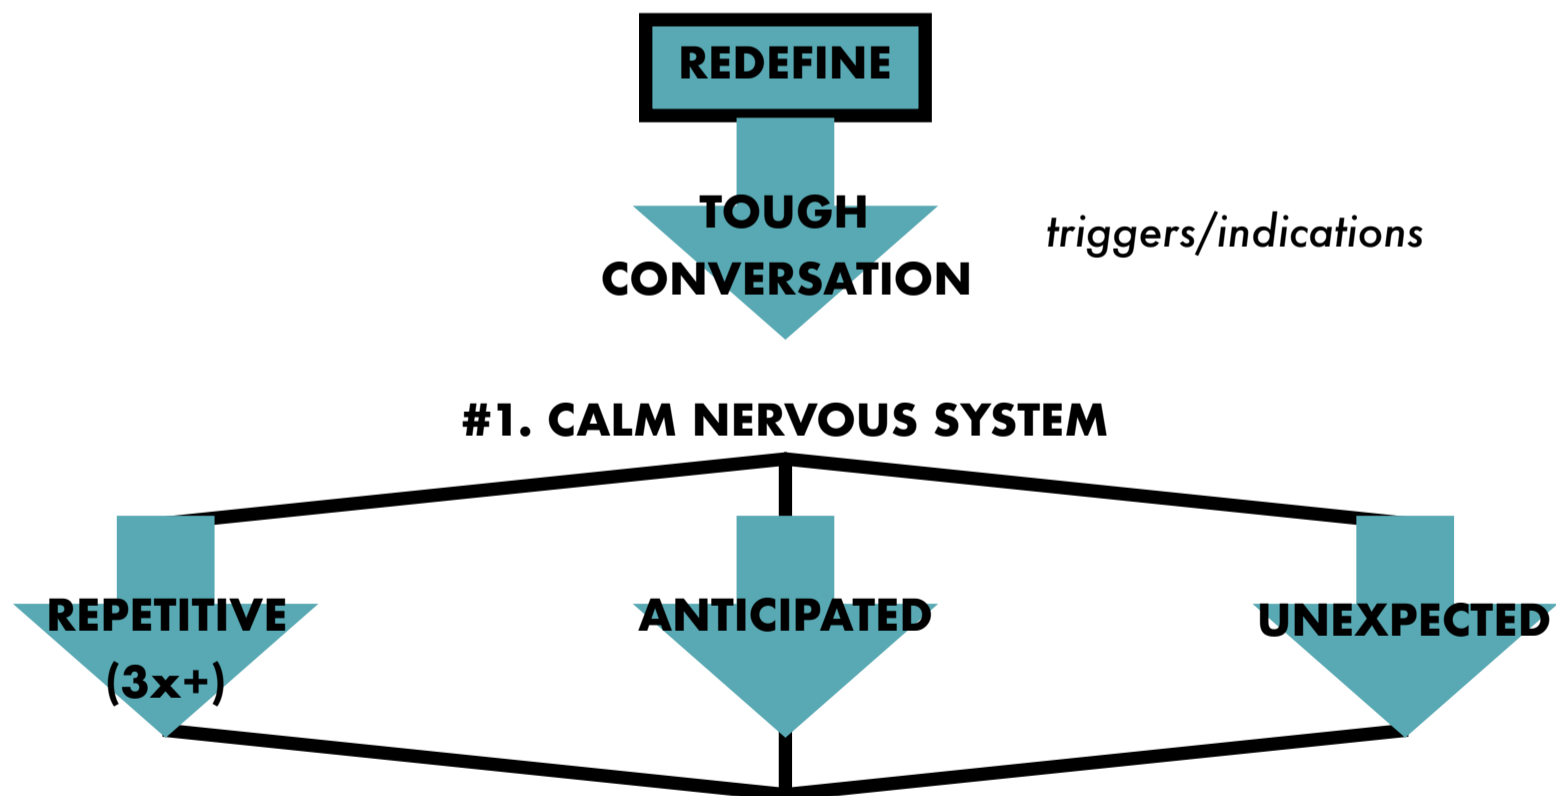 REDEFINE
TOUGH
CONVERSATION
triggers/indications
#1. CALM NERVOUS SYSTEM
REPETITIVE
(3x+)
ANTICIPATED
UNEXPECTED